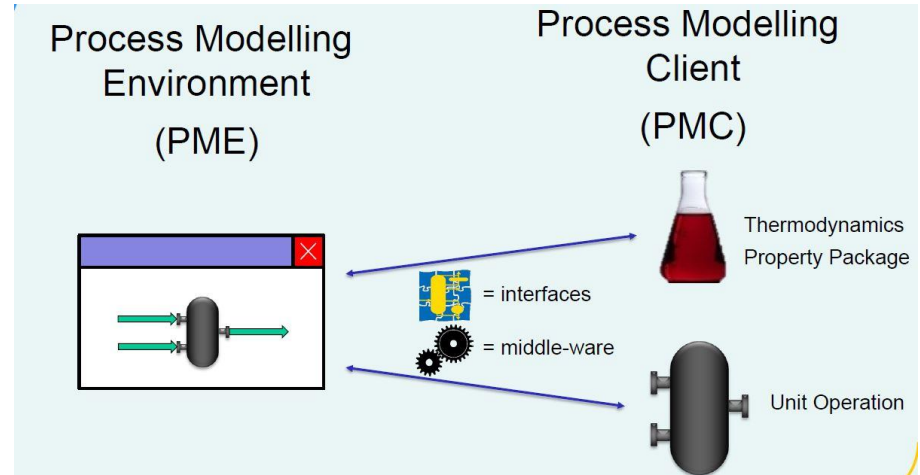 Process Modelling
Environment
(PME)
Process Modelling
Client
(PMC)
Thermodynamics
Property Package
= interfaces
= middle-ware
Unit Operation